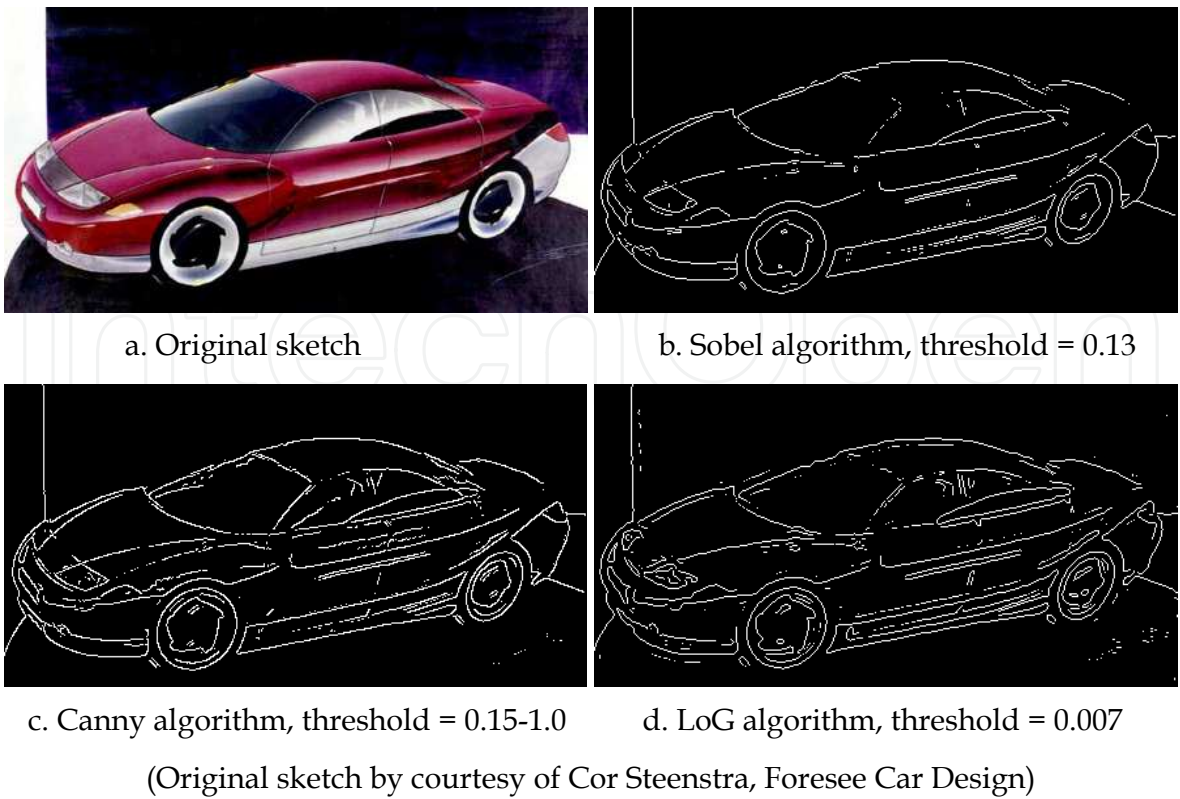 a. Original sketch
b. Sobel algorithm, threshold = 0.13
IntechOpen
c. Canny algorithm, threshold = 0.15-1.0
d. LoG algorithm, threshold = 0.007
(Original sketch by courtesy of Cor Steenstra, Foresee Car Design)